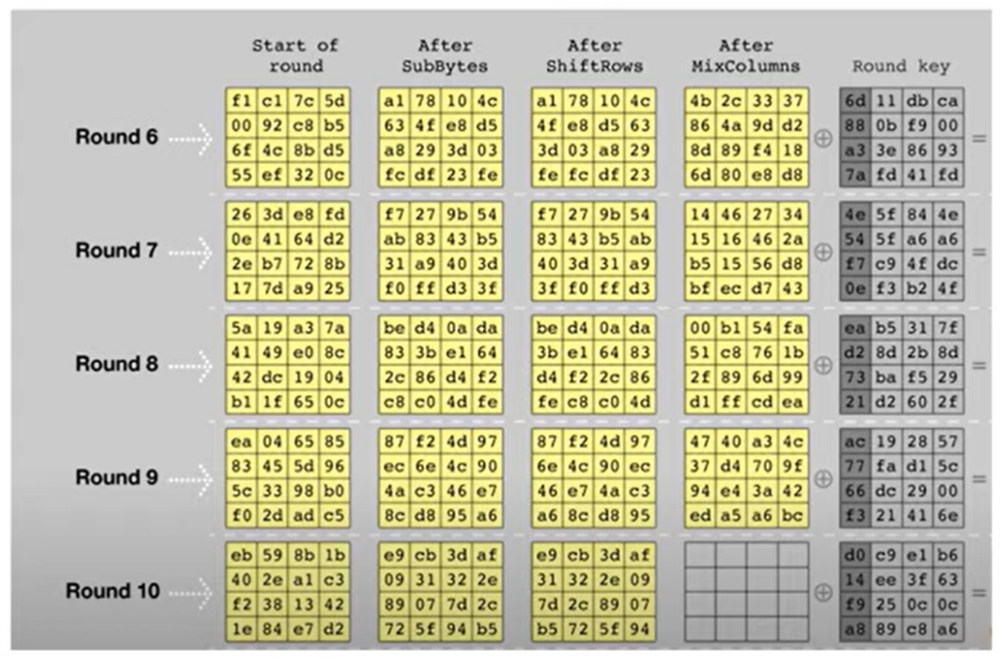 Start of After After After
round SubBytes ShiftRows MixColumns Round key
f1 c1 7c 5d a1 78 10 4c a1 78 10 4c 4b 2c 33 37 6d 11 db ca
00 92 c8 b5 63 4f e8 d5 4f e8 d5 63 86 4a 9d d2 88 0b f9 00
Round 6 ⊕ =
6f 4c 8b d5 a8 29 3d 03 3d 03 a8 29 8d 89 f4 18 a3 3e 86 93
55 ef 32 0c fc df 23 fe fe fc df 23 6d 80 e8 d8 7a fd 41 fd
26 3d e8 fd f7 27 9b 54 f7 27 9b 54 14 46 27 34 4e 5f 84 4e
0e 41 64 d2 ab 83 43 b5 83 43 b5 ab 15 16 46 2a 54 5f a6 a6
Round 7 ⊕ =
2e b7 72 8b 31 a9 40 3d 40 3d 31 a9 b5 15 56 d8 f7 c9 4f dc
17 7d a9 25 f0 ff d3 3f 3f f0 ff d3 bf ec d7 43 0e f3 b2 4f
5a 19 a3 7a be d4 0a da be d4 0a da 00 b1 54 fa ea b5 31 7f
41 49 e0 8c 83 3b e1 64 3b e1 64 83 51 c8 76 1b d2 8d 2b 8d
Round 8 ⊕ =
42 dc 19 04 2c 86 d4 f2 d4 f2 2c 86 2f 89 6d 99 73 ba f5 29
b1 1f 65 0c c8 c0 4d fe fe c8 c0 4d d1 ff cd ea 21 d2 60 2f
ea 04 65 85 87 f2 4d 97 87 f2 4d 97 47 40 a3 4c ac 19 28 57
83 45 5d 96 ec 6e 4c 90 6e 4c 90 ec 37 d4 70 9f 77 fa d1 5c
Round 9 ⊕ =
5c 33 98 b0 4a c3 46 e7 46 e7 4a c3 94 e4 3a 42 66 dc 29 00
f0 2d ad c5 8c d8 95 a6 a6 8c d8 95 ed a5 a6 bc f3 21 41 6e
eb 59 8b 1b e9 cb 3d af e9 cb 3d af d0 c9 e1 b6
40 2e a1 c3 09 31 32 2e 31 32 2e 09 14 ee 3f 63
Round 10 ⊕ =
f2 38 13 42 89 07 7d 2c 7d 2c 89 07 f9 25 0c 0c
1e 84 e7 d2 72 5f 94 b5 b5 72 5f 94 a8 89 c8 a6